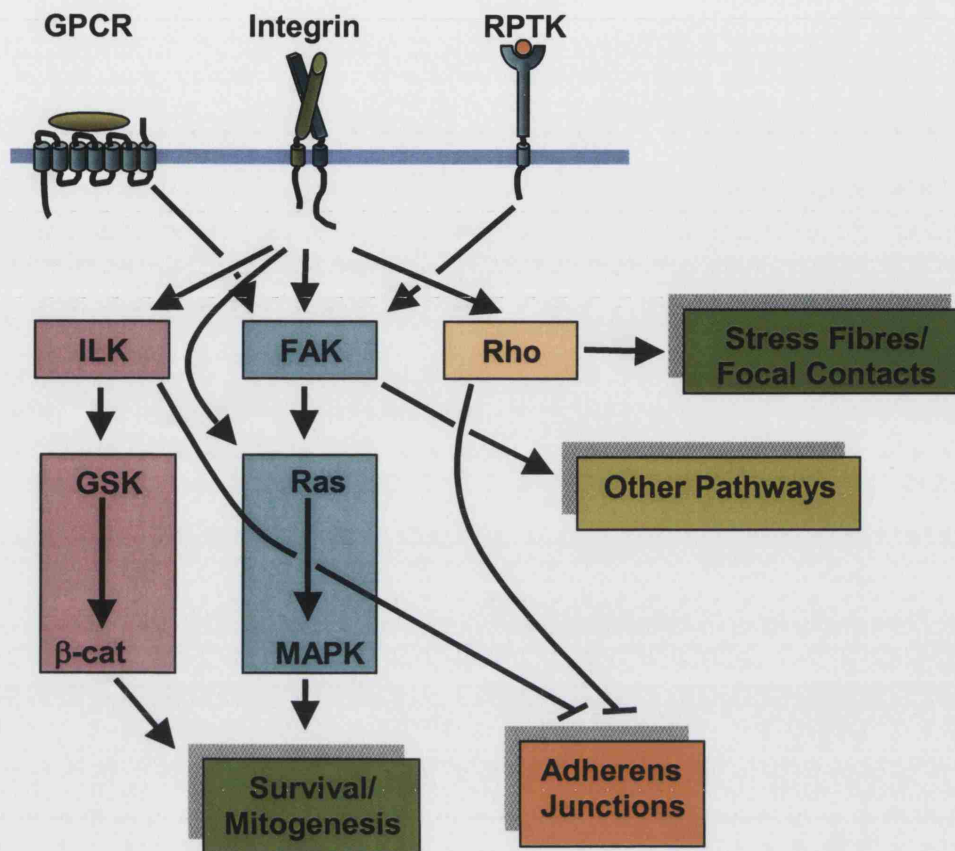 GPCR
Integrin
RPTK
ILK
FAK
Rho
Stress Fibres/
Focal Contacts
GSK
Ras
Other Pathways
β-cat
MAPK
Survival/
Mitogenesis
Adherens
Junctions